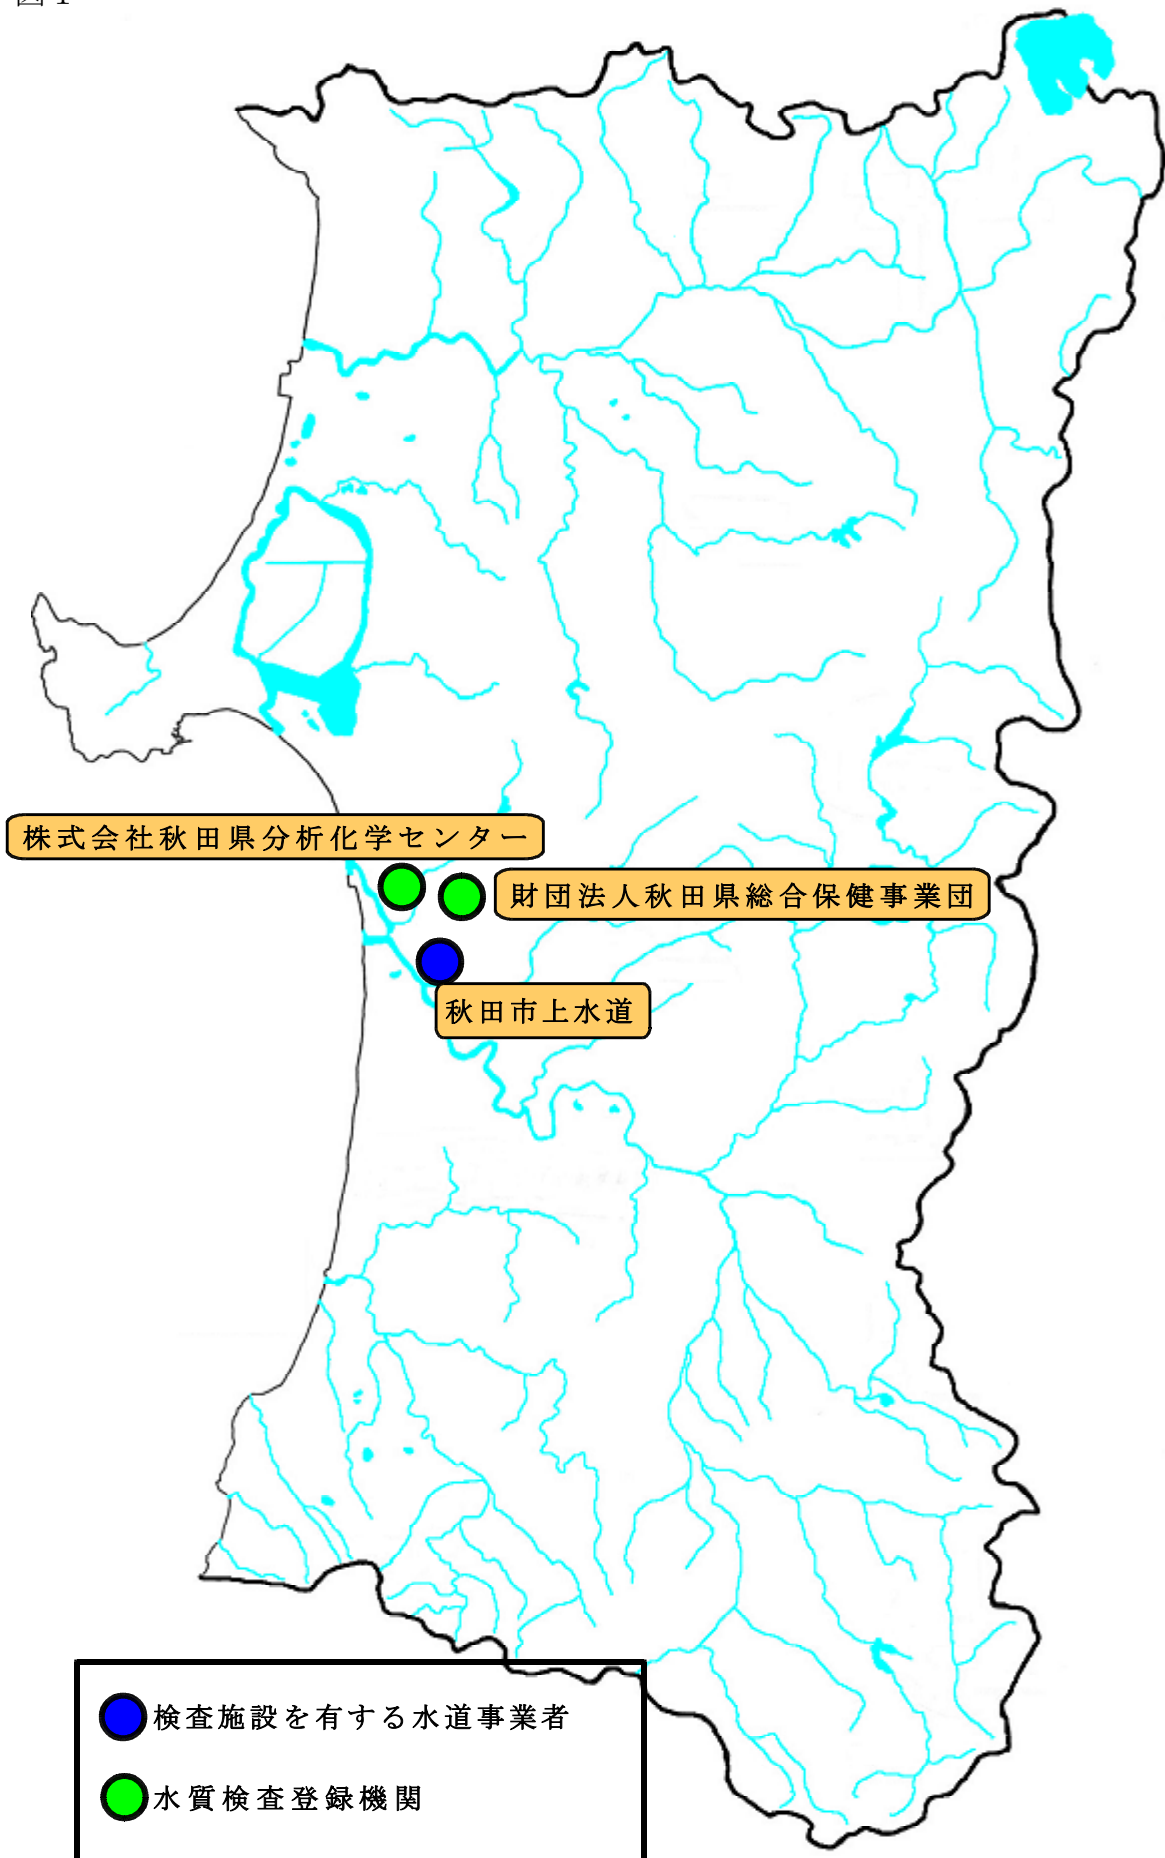 図1
株式会社秋田県分析化学センター
財団法人秋田県総合保健事業団
秋田市上水道
検査施設を有する水道事業者
水質検査登録機関